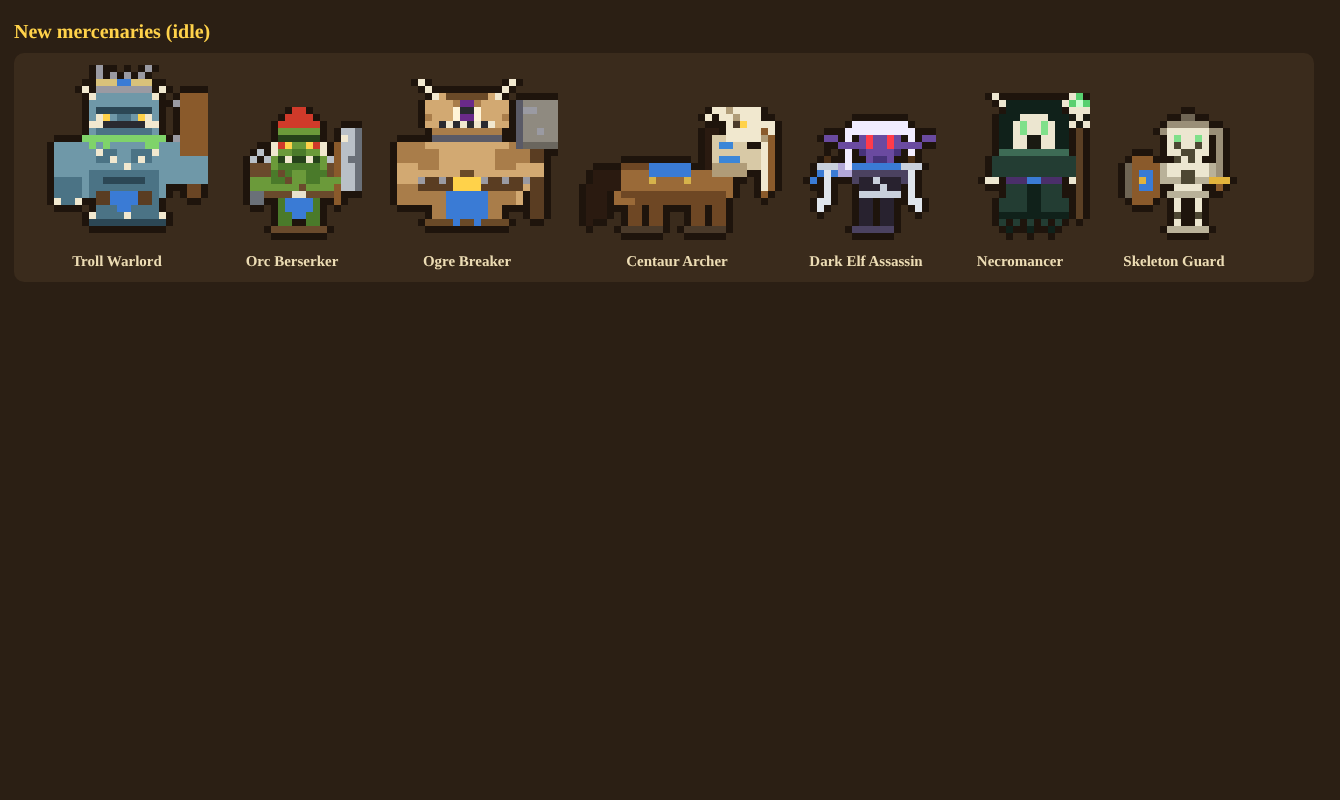 New mercenaries (idle)
Troll Warlord
Orc Berserker
Ogre Breaker
Centaur Archer
Dark Elf Assassin
Necromancer
Skeleton Guard